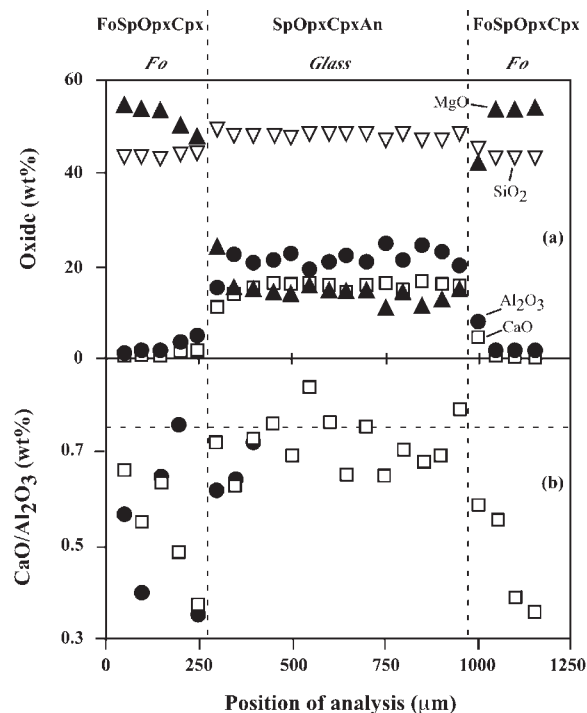 FoSpOpxCpx SpOpxCpxAn FoSpOpxCpx
Fo Glass Fo
60
MgO
SiO2
40
Oxide (wt%)
(a)
20
Al2O3
CaO
0
0.7
(b)
CaO/Al2O3 (wt%)
0.5
0.3
0 250 500 750 1000 1250
Position of analysis (μm)